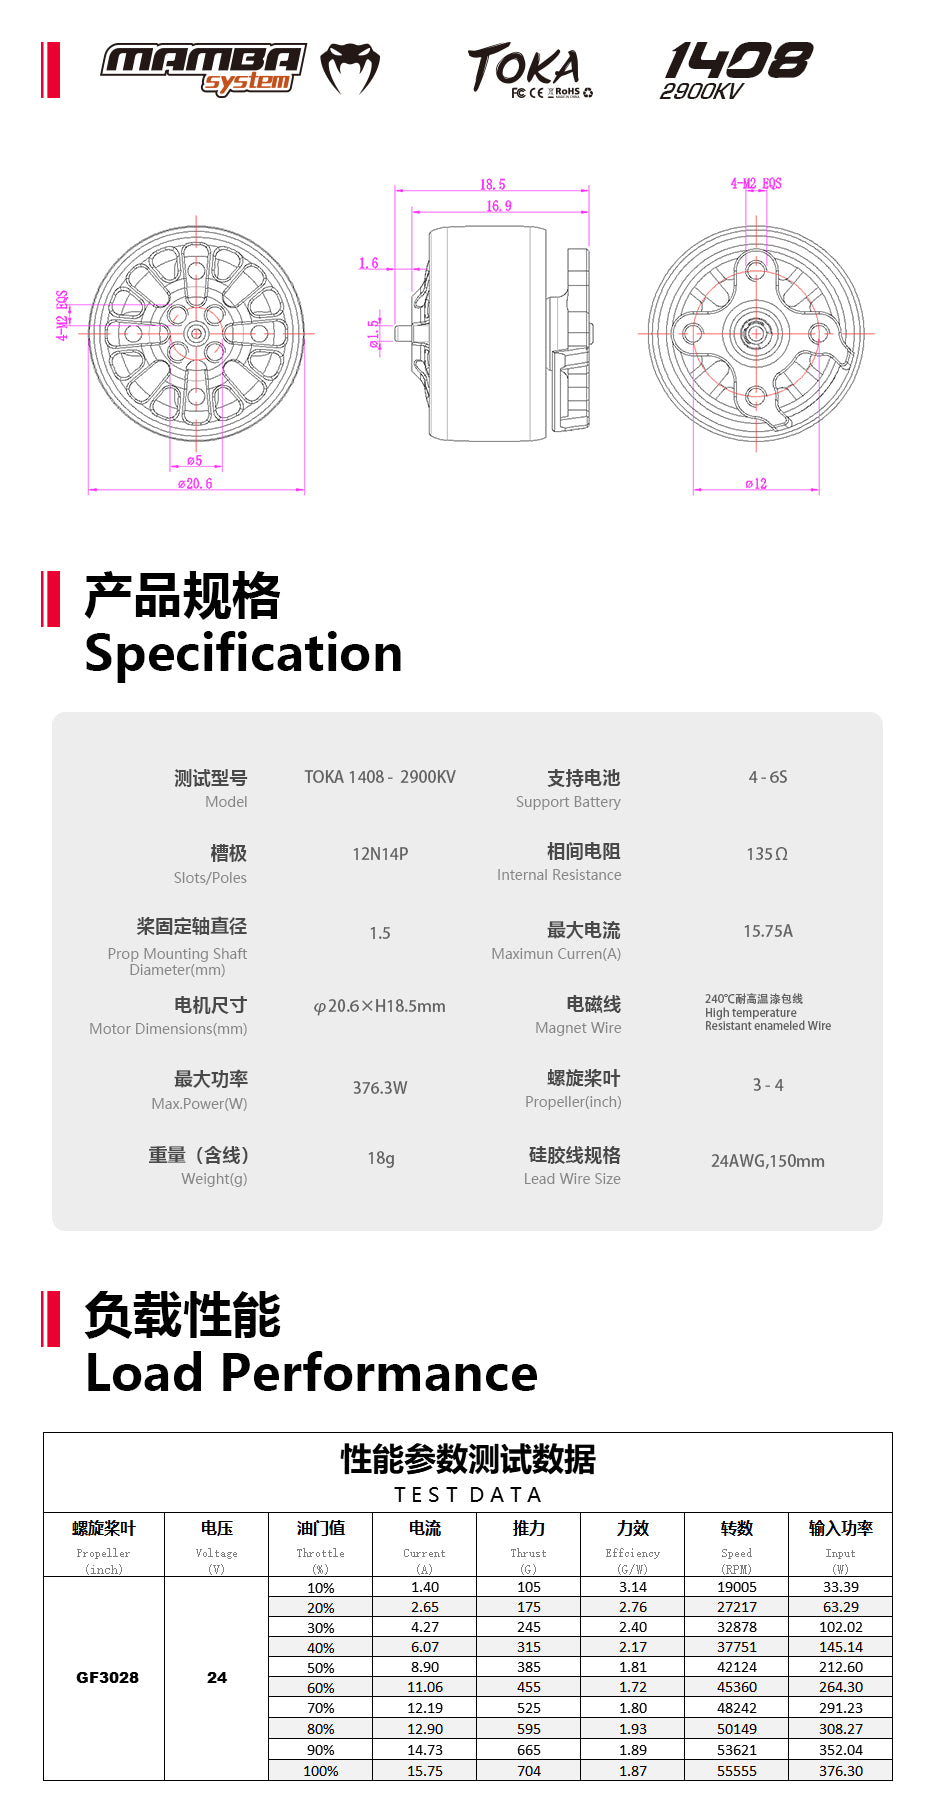 MAMBA
system
TOKA
FC CE RoHS
1408
2900KV
18.5
16.9
1.6
ø1.5
4-M2 EQS
ø5
ø20.6
4-M2 EQS
ø12
产品规格
Specification
测试型号 TOKA 1408 - 2900KV 支持电池 4 - 6S
Model Support Battery
槽极 12N14P 相间电阻 135Ω
Slots/Poles Internal Resistance
桨固定轴直径 1.5 最大电流 15.75A
Prop Mounting Shaft Maximun Curren(A)
Diameter(mm)
电机尺寸 φ20.6×H18.5mm 电磁线 240℃耐高温漆包线
Motor Dimensions(mm) Magnet Wire High temperature
Resistant enameled Wire
最大功率 376.3W 螺旋桨叶 3 - 4
Max.Power(W) Propeller(inch)
重量（含线） 18g 硅胶线规格 24AWG,150mm
Weight(g) Lead Wire Size
负载性能
Load Performance
性能参数测试数据
TEST DATA
螺旋桨叶 电压 油门值 电流 推力 力效 转数 输入功率
Propeller Voltage Throttle Current Thrust Effciency Speed Input
(inch) (V) (%) (A) (G) (G/W) (RPM) (W)
10% 1.40 105 3.14 19005 33.39
20% 2.65 175 2.76 27217 63.29
30% 4.27 245 2.40 32878 102.02
40% 6.07 315 2.17 37751 145.14
50% 8.90 385 1.81 42124 212.60
GF3028 24
60% 11.06 455 1.72 45360 264.30
70% 12.19 525 1.80 48242 291.23
80% 12.90 595 1.93 50149 308.27
90% 14.73 665 1.89 53621 352.04
100% 15.75 704 1.87 55555 376.30